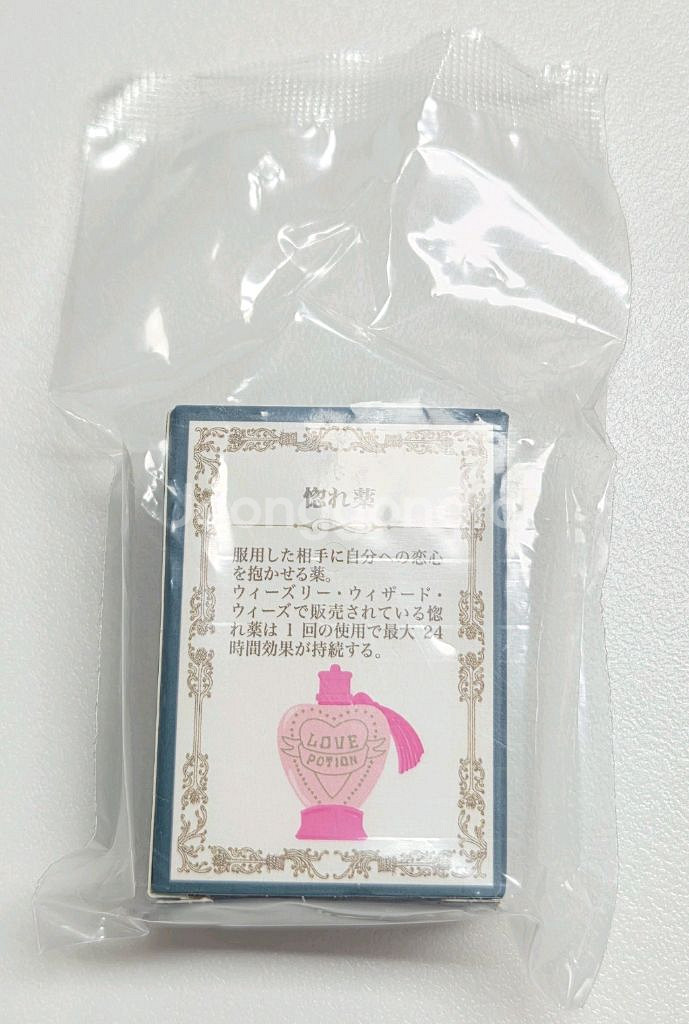 惚れ薬
服用した相手に自分への恋心
を抱かせる薬。
ウィーズリー・ウィザード・
ウィーズで販売されている惚
れ薬は 1 回の使用で最大 24
時間効果が持続する。
LOVE
POTION